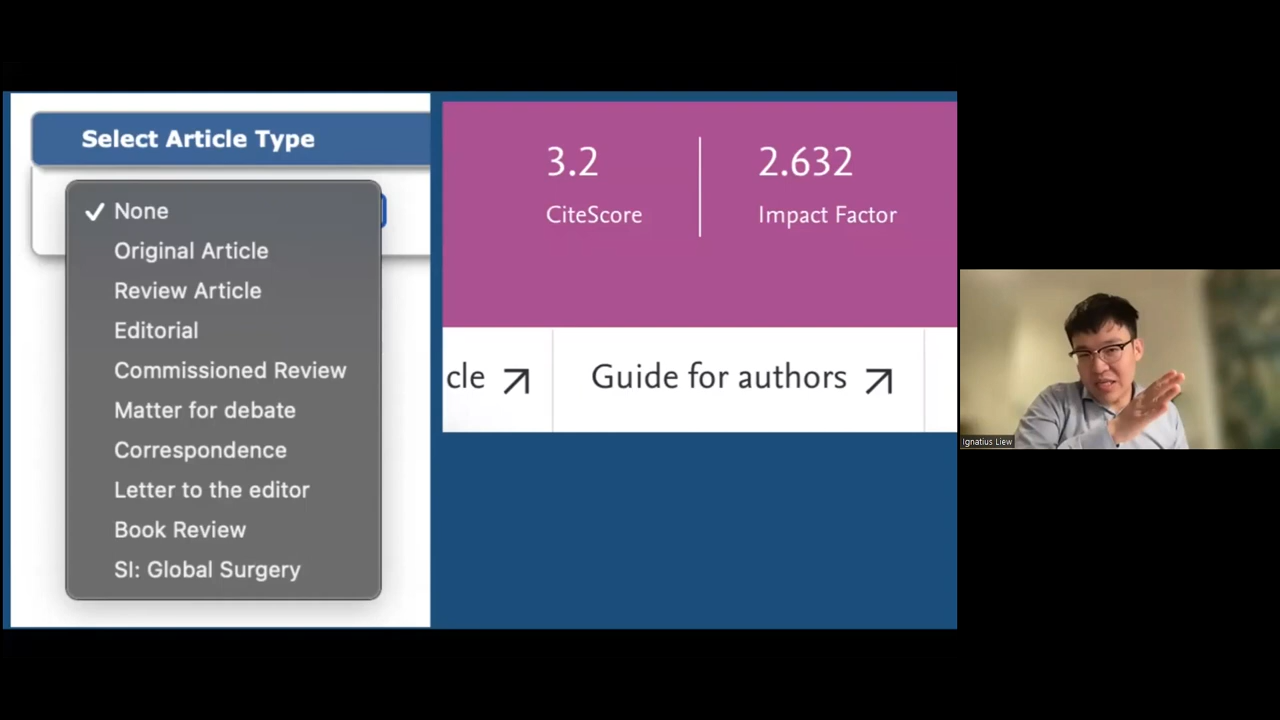 Select Article Type
None
Original Article
Review Article
Editorial
Commissioned Review
Matter for debate
Correspondence
Letter to the editor
Book Review
SI: Global Surgery
3.2
CiteScore
2.632
Impact Factor
cle
Guide for authors
Ignatius Liew